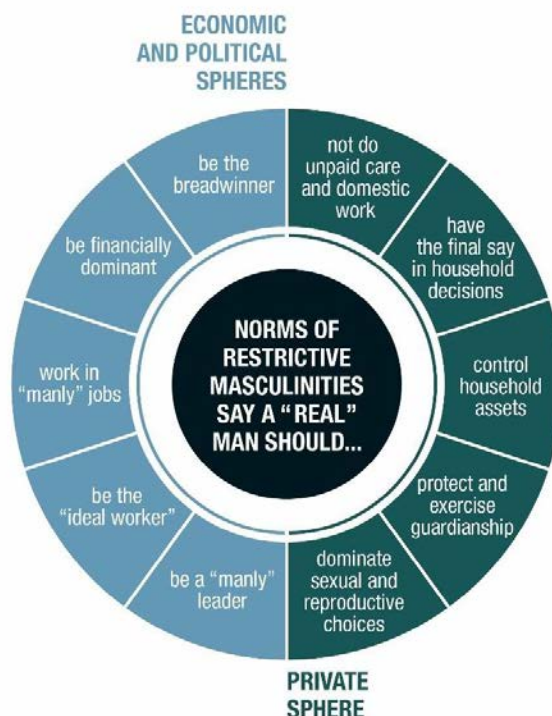 ECONOMIC
AND POLITICAL
SPHERES
be the
breadwinner
be financially
dominant
work in
“manly” jobs
be the
“ideal worker”
be a “manly”
leader
NORMS OF
RESTRICTIVE
MASCULINITIES
SAY A “REAL”
MAN SHOULD...
not do
unpaid care
and domestic
work
have
the final say
in household
decisions
control
household
assets
protect and
exercise
guardianship
dominate
sexual and
reproductive
choices
PRIVATE
SPHERE